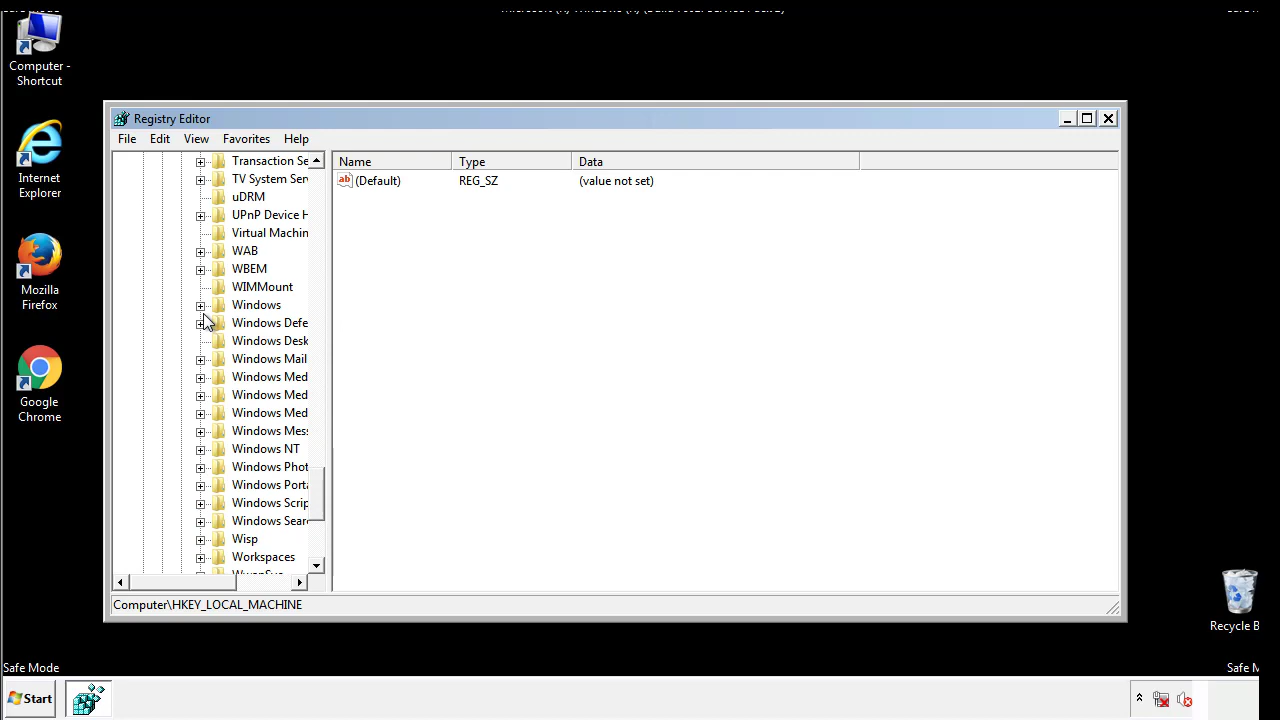 Computer -
Shortcut
Internet
Explorer
Mozilla
Firefox
Google
Chrome
Registry Editor
File Edit View Favorites Help
Transaction Se
TV System Serv
uDRM
UPnP Device H
Virtual Machin
WAB
WBEM
WIMMount
Windows
Windows Defe
Windows Desk
Windows Mail
Windows Med
Windows Med
Windows Med
Windows Mess
Windows NT
Windows Phot
Windows Porta
Windows Scrip
Windows Sear
Wisp
Workspaces
Name Type Data
ab (Default) REG_SZ (value not set)
Computer\HKEY_LOCAL_MACHINE
Recycle B
Safe Mode
Safe M
Start